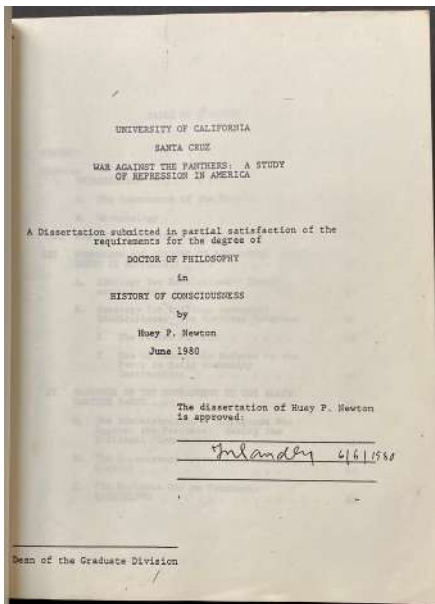 UNIVERSITY OF CALIFORNIA
SANTA CRUZ
WAR AGAINST THE PANTHERS: A STUDY
OF REPRESSION IN AMERICA
A Dissertation submitted in partial satisfaction of the
requirements for the degree of
DOCTOR OF PHILOSOPHY
in
HISTORY OF CONSCIOUSNESS
by
Huey P. Newton
June 1980
The dissertation of Huey P. Newton
is approved:
6/6/1980
Dean of the Graduate Division